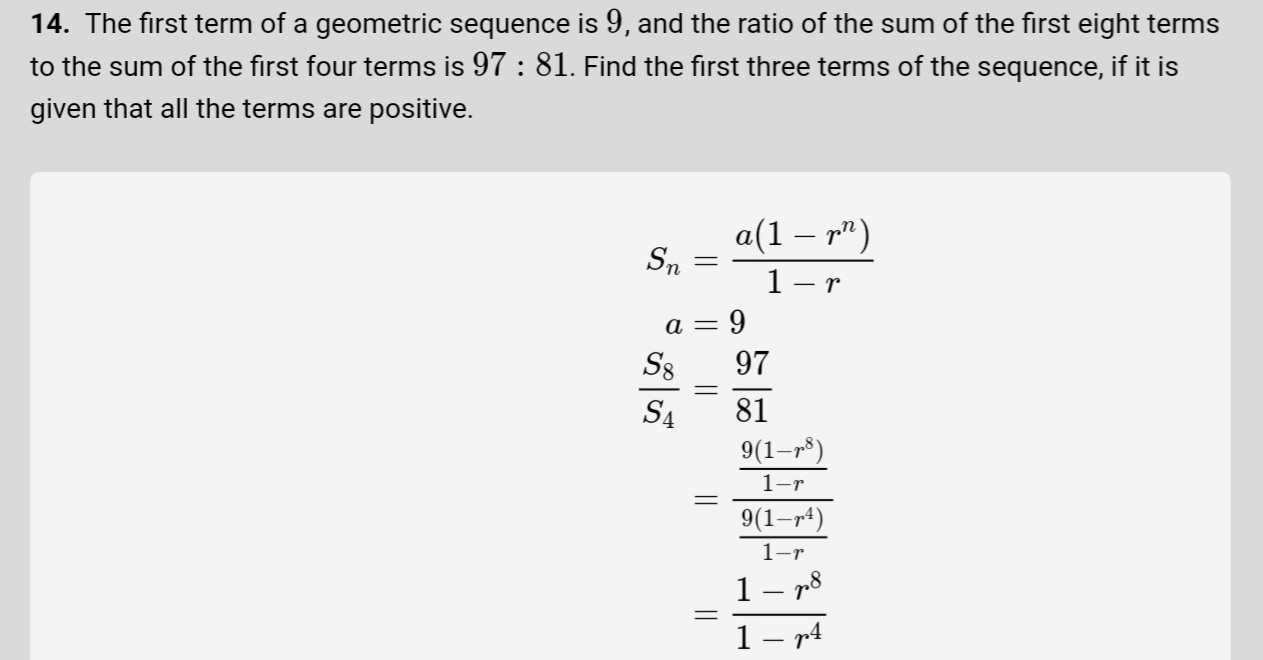 14. The first term of a geometric sequence is 9, and the ratio of the sum of the first eight terms
to the sum of the first four terms is 97 : 81. Find the first three terms of the sequence, if it is
given that all the terms are positive.
S_n = \frac{a(1 - r^n)}{1 - r}
a = 9
\frac{S_8}{S_4} = \frac{97}{81}
= \frac{\frac{9(1-r^8)}{1-r}}{\frac{9(1-r^4)}{1-r}}
= \frac{1 - r^8}{1 - r^4}